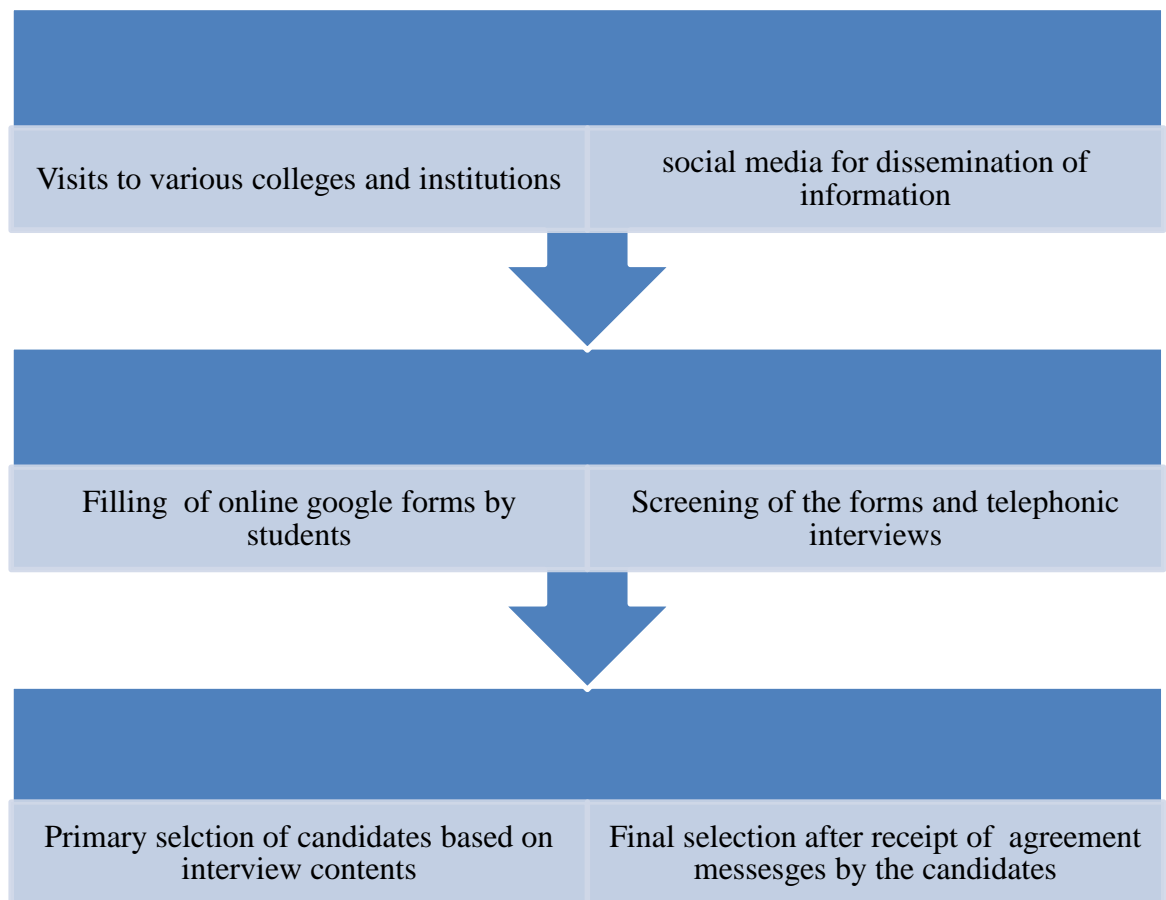 Visits to various colleges and institutions
social media for dissemination of
information
Filling of online google forms by
students
Screening of the forms and telephonic
interviews
Primary selction of candidates based on
interview contents
Final selection after receipt of agreement
messesges by the candidates